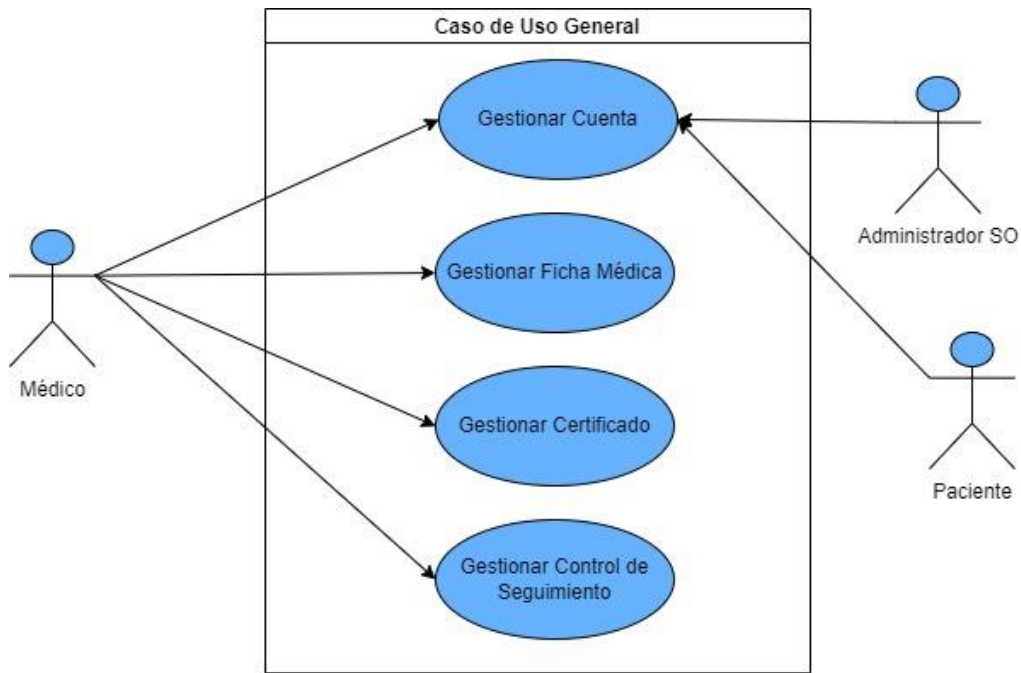 Caso de Uso General
Gestionar Cuenta
Administrador SO
Gestionar Ficha Médica
Médico
Gestionar Certificado
Paciente
Gestionar Control de
Seguimiento